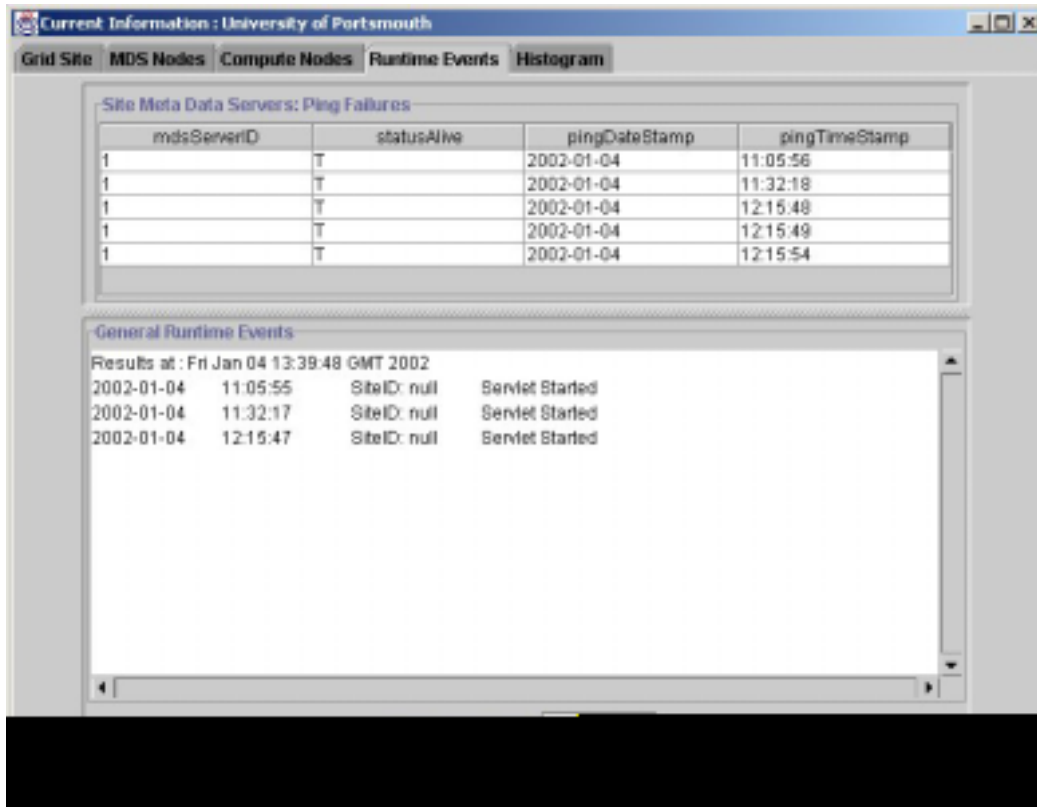 Current Information : University of Portsmouth
Grid Site MDS Nodes Compute Nodes Runtime Events Histogram
Site Meta Data Servers: Ping Failures
mdsServerID statusAlive pingDateStamp pingTimeStamp
1 T 2002-01-04 11:05:56
1 T 2002-01-04 11:32:18
1 T 2002-01-04 12:15:48
1 T 2002-01-04 12:15:49
1 T 2002-01-04 12:15:54
General Runtime Events
Results at : Fri Jan 04 13:39:48 GMT 2002
2002-01-04 11:05:55 SiteID: null Servlet Started
2002-01-04 11:32:17 SiteID: null Servlet Started
2002-01-04 12:15:47 SiteID: null Servlet Started